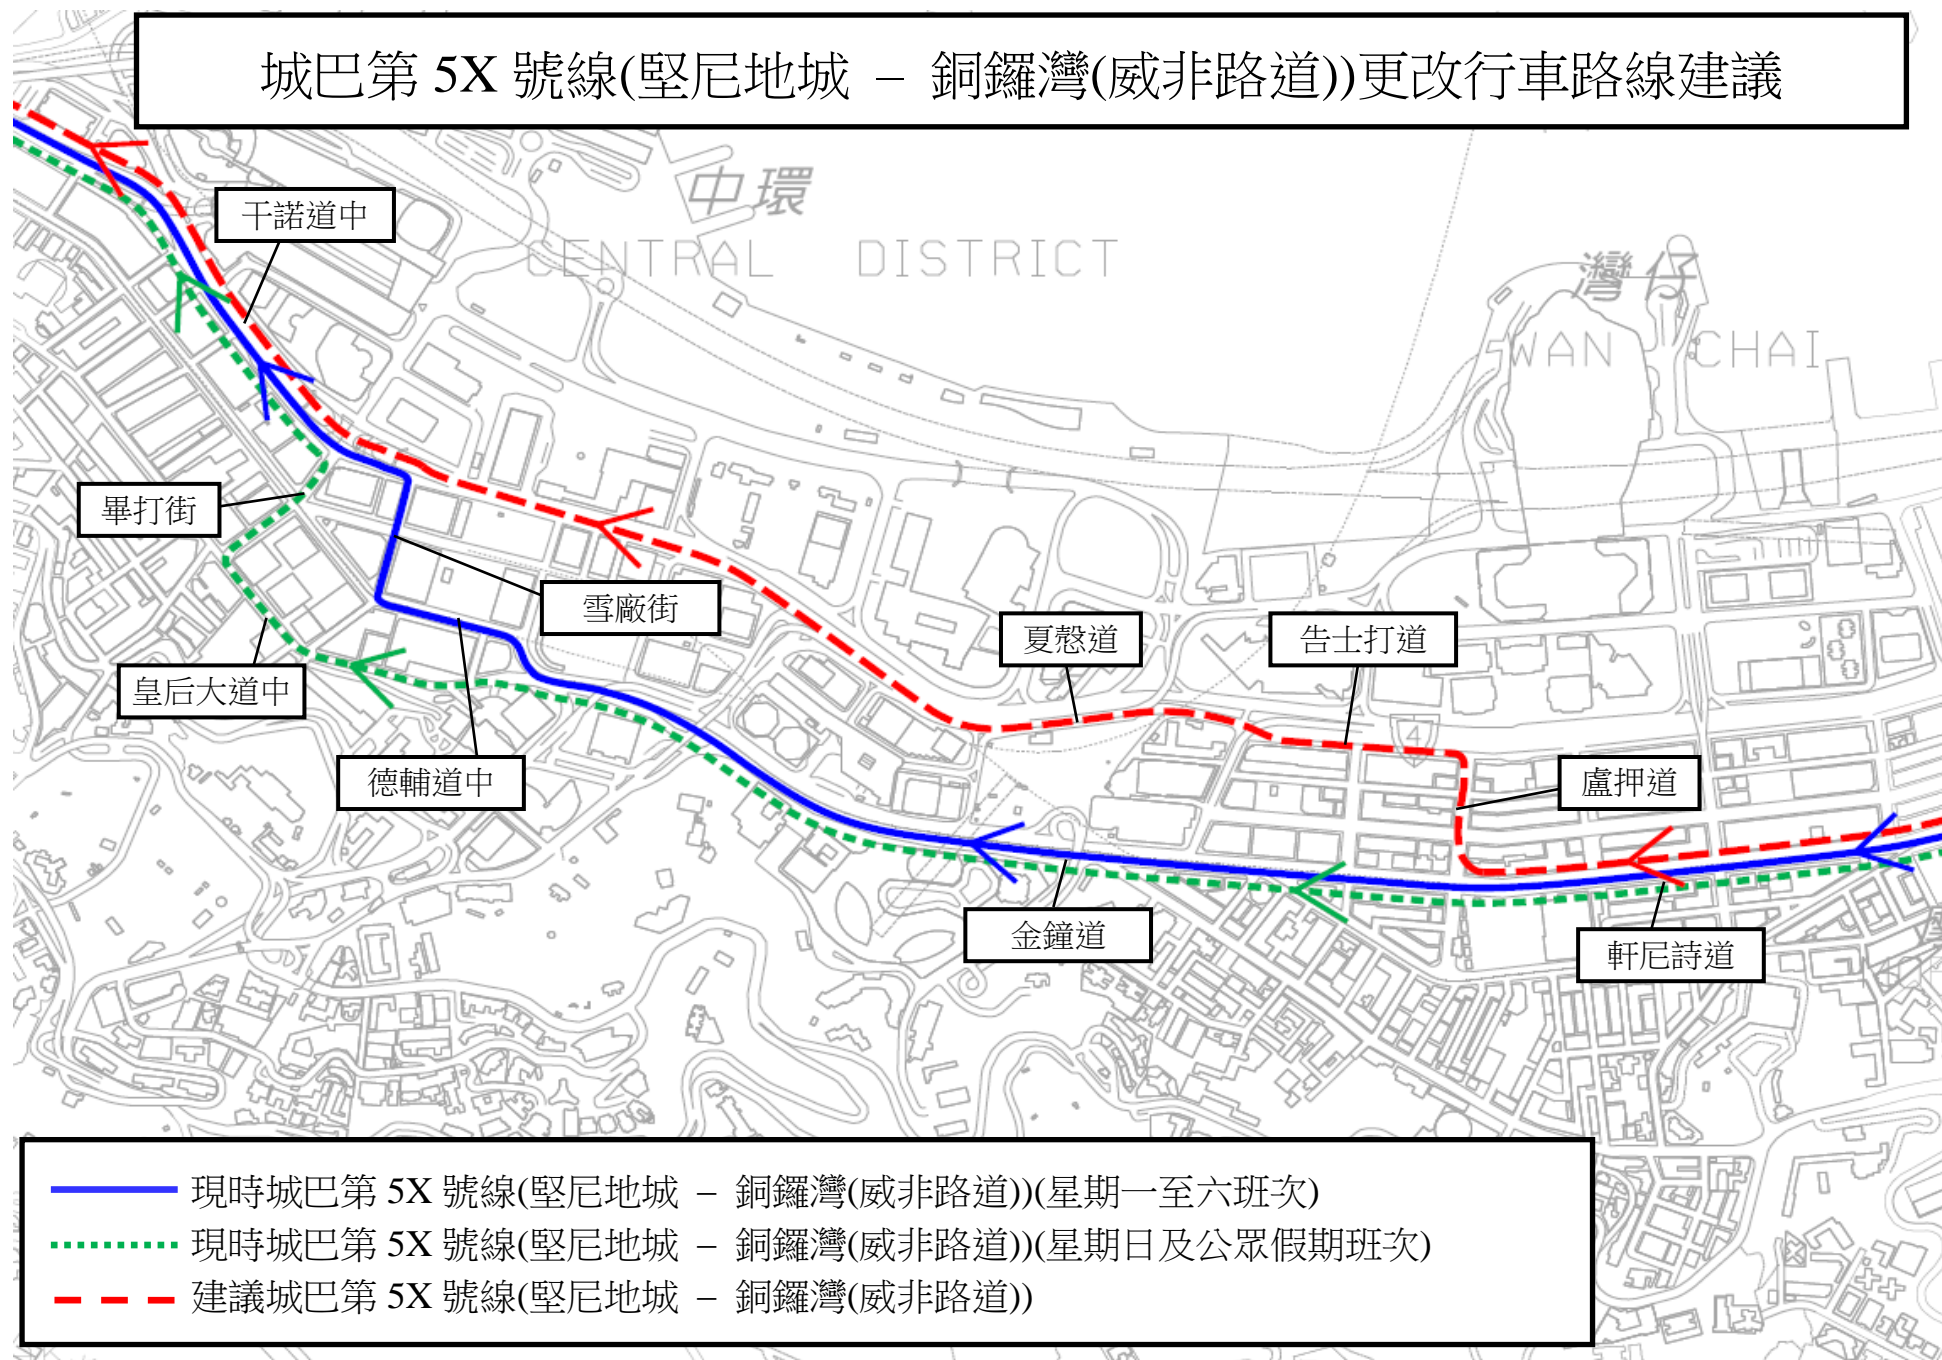 城巴第 5X 號線(堅尼地城 – 銅鑼灣(威非路道))更改行車路線建議
中環
CENTRAL DISTRICT
干諾道中
灣仔
WAN CHAI
畢打街
雪廠街
夏慤道
告士打道
皇后大道中
德輔道中
4
盧押道
金鐘道
軒尼詩道
現時城巴第 5X 號線(堅尼地城 – 銅鑼灣(威非路道))(星期一至六班次)
現時城巴第 5X 號線(堅尼地城 – 銅鑼灣(威非路道))(星期日及公眾假期班次)
建議城巴第 5X 號線(堅尼地城 – 銅鑼灣(威非路道))